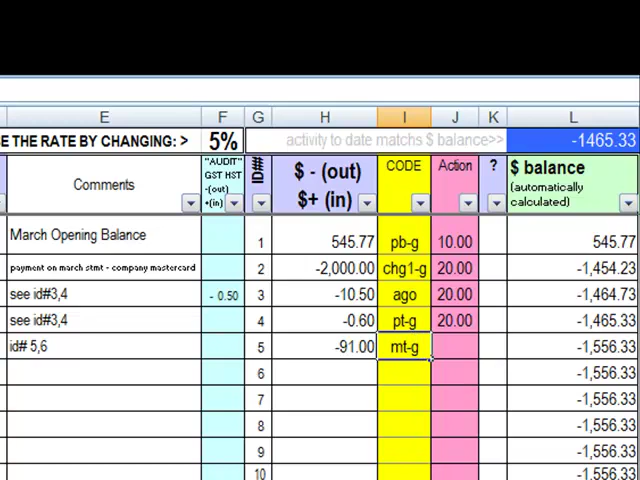 E F G H I J K L
E THE RATE BY CHANGING: > 5% activity to date matchs $ balance>> -1465.33
Comments "AUDIT" GST HST -(out) +(in) ID# $ - (out) $+ (in) CODE Action ? $ balance (automatically calculated)
March Opening Balance 1 545.77 pb-g 10.00 545.77
payment on march stmt - company mastercard 2 -2,000.00 chg1-g 20.00 -1,454.23
see id#3,4 - 0.50 3 -10.50 ago 20.00 -1,464.73
see id#3,4 4 -0.60 pt-g 20.00 -1,465.33
id# 5,6 5 -91.00 mt-g -1,556.33
6 -1,556.33
7 -1,556.33
8 -1,556.33
9 -1,556.33
10 -1,556.33